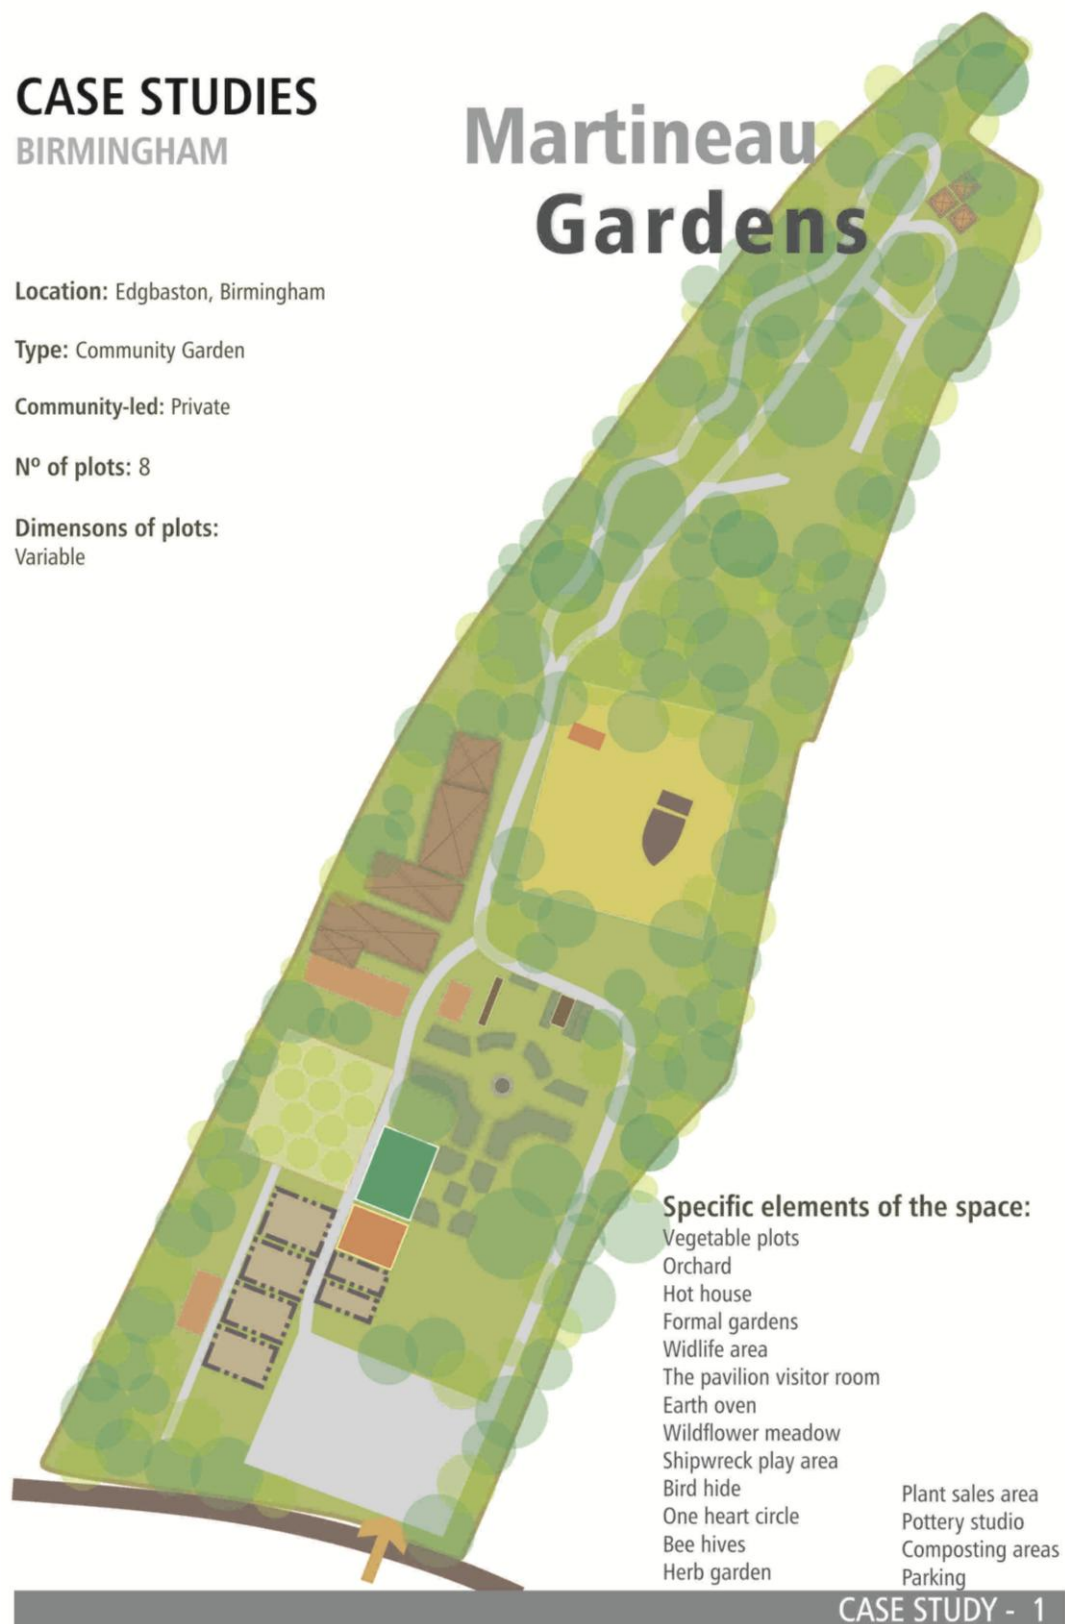 CASE STUDIES
BIRMINGHAM
Martineau
Gardens
Location: Edgbaston, Birmingham
Type: Community Garden
Community-led: Private
Nº of plots: 8
Dimensons of plots:
Variable
Specific elements of the space:
Vegetable plots
Orchard
Hot house
Formal gardens
Widlife area
The pavilion visitor room
Earth oven
Wildflower meadow
Shipwreck play area
Bird hide
One heart circle
Bee hives
Herb garden
Plant sales area
Pottery studio
Composting areas
Parking
CASE STUDY - 1